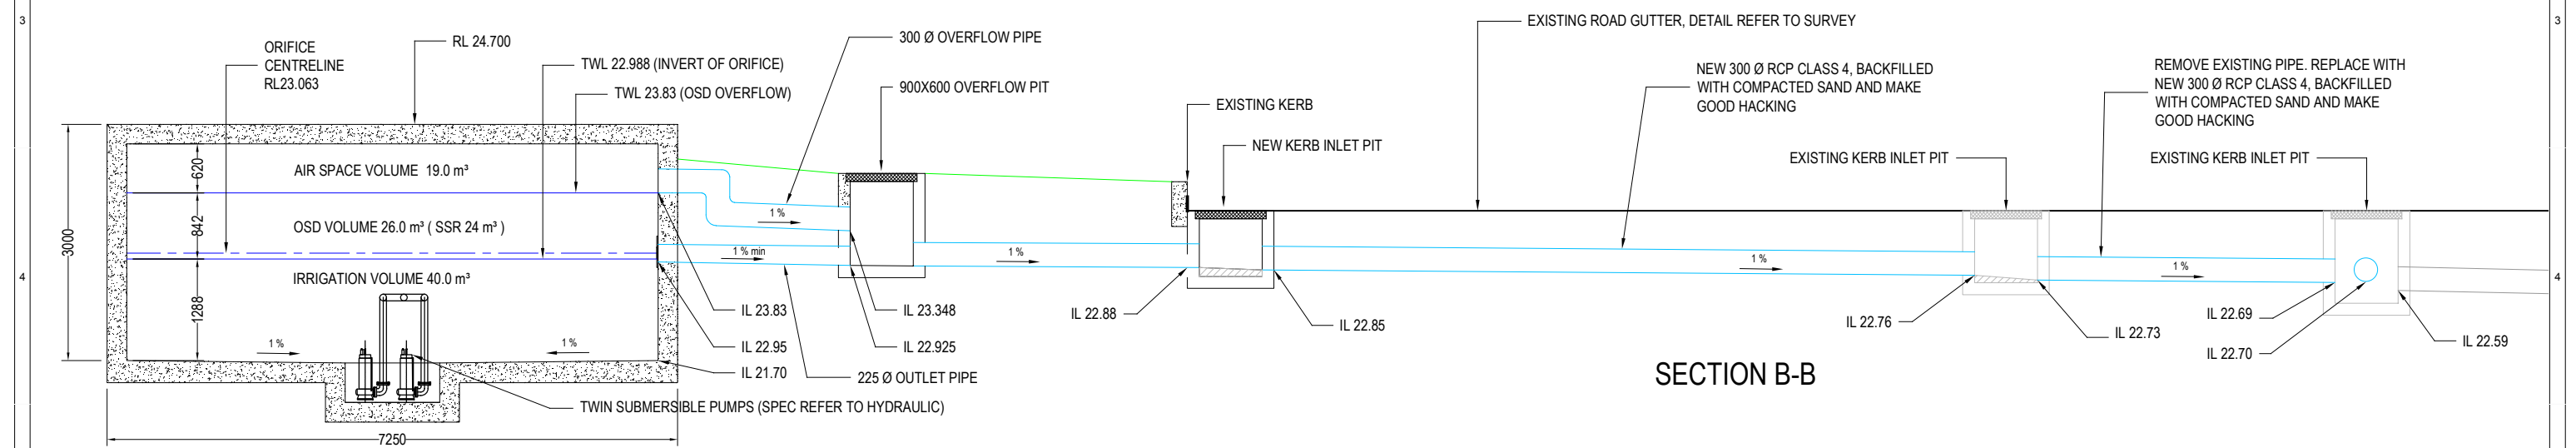 3
3
EXISTING ROAD GUTTER, DETAIL REFER TO SURVEY
ORIFICE
CENTRELINE
RL23.063
RL 24.700
300 Ø OVERFLOW PIPE
TWL 22.988 (INVERT OF ORIFICE)
TWL 23.83 (OSD OVERFLOW)
900X600 OVERFLOW PIT
EXISTING KERB
NEW KERB INLET PIT
NEW 300 Ø RCP CLASS 4, BACKFILLED
WITH COMPACTED SAND AND MAKE
GOOD HACKING
REMOVE EXISTING PIPE. REPLACE WITH
NEW 300 Ø RCP CLASS 4, BACKFILLED
WITH COMPACTED SAND AND MAKE
GOOD HACKING
EXISTING KERB INLET PIT
EXISTING KERB INLET PIT
3000
620
AIR SPACE VOLUME 19.0 m³
842
OSD VOLUME 26.0 m³ ( SSR 24 m³ )
1288
IRRIGATION VOLUME 40.0 m³
1 %
1 % min
1 %
1 %
1 %
4
4
IL 23.83
IL 22.95
IL 21.70
IL 23.348
IL 22.925
225 Ø OUTLET PIPE
IL 22.88
IL 22.85
IL 22.76
IL 22.73
IL 22.69
IL 22.70
IL 22.59
1 %
1 %
TWIN SUBMERSIBLE PUMPS (SPEC REFER TO HYDRAULIC)
SECTION B-B
7250